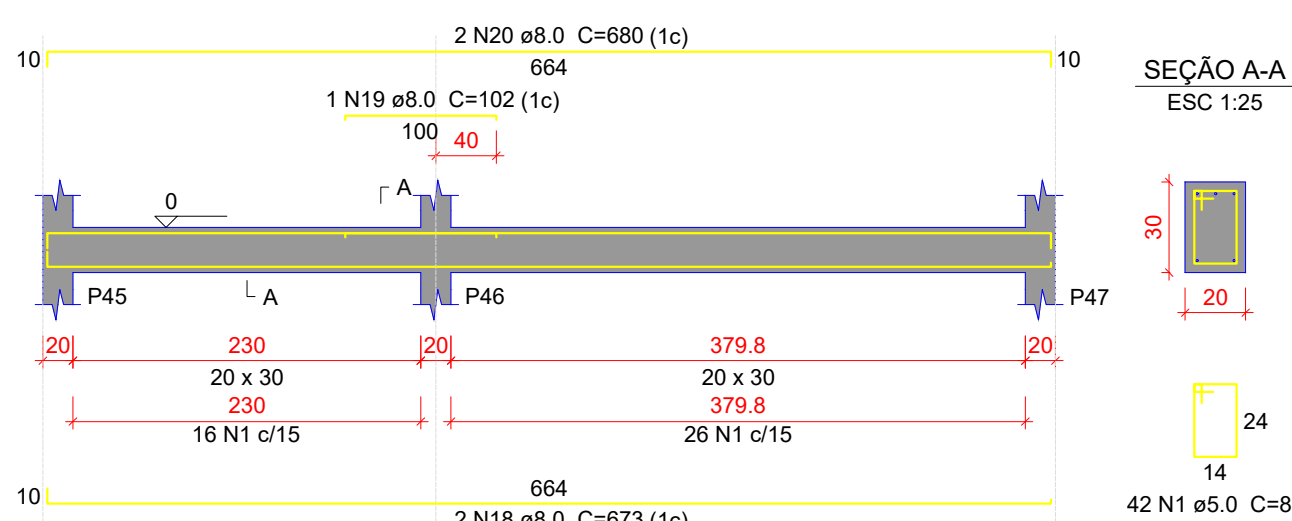 2 N20 ø8.0 C=680 (1c)
10
10
664
SEÇÃO A-A
ESC 1:25
1 N19 ø8.0 C=102 (1c)
100
40
A
0
30
A
P45
P46
P47
20
20
230
20
379.8
20
20 x 30
20 x 30
230
379.8
16 N1 c/15
26 N1 c/15
24
14
10
664
42 N1 ø5.0 C=8
2 N18 ø8.0 C=673 (1c)